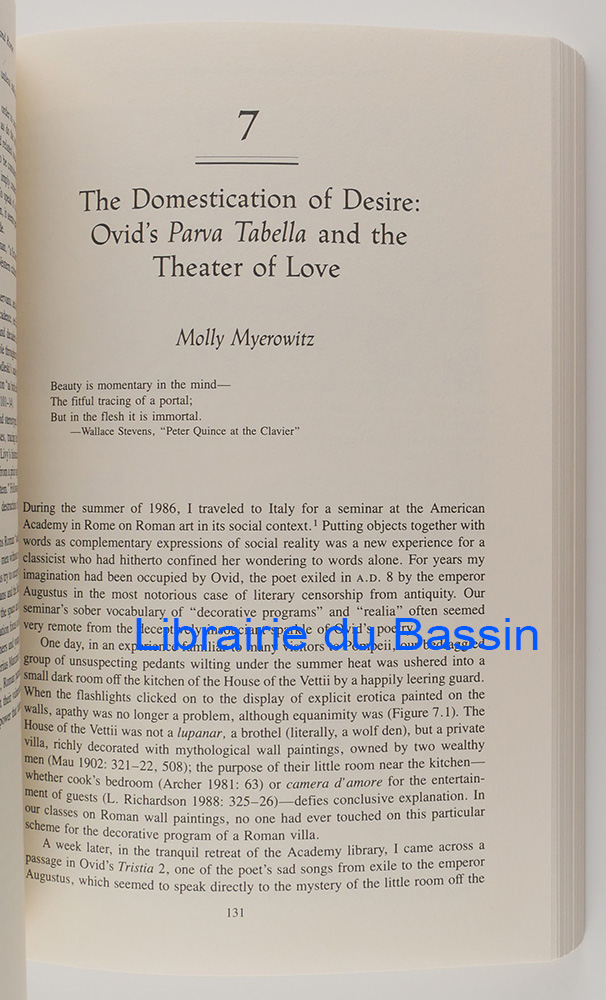 7
The Domestication of Desire:
Ovid's Parva Tabella and the
Theater of Love
Molly Myerowitz
Beauty is momentary in the mind—
The fitful tracing of a portal;
But in the flesh it is immortal.
—Wallace Stevens, "Peter Quince at the Clavier"
During the summer of 1986, I traveled to Italy for a seminar at the American
Academy in Rome on Roman art in its social context.1 Putting objects together with
words as complementary expressions of social reality was a new experience for a
classicist who had hitherto confined her wondering to words alone. For years my
imagination had been occupied by Ovid, the poet exiled in A.D. 8 by the emperor
Augustus in the most notorious case of literary censorship from antiquity. Our
seminar's sober vocabulary of "decorative programs" and "realia" often seemed
very remote from the deceptively insouciant sparkle of Ovid's poetry.
Librairie du Bassin
One day, in an experience familiar to many visitors to Pompeii, our bedraggled
group of unsuspecting pedants wilting under the summer heat was ushered into a
small dark room off the kitchen of the House of the Vettii by a happily leering guard.
When the flashlights clicked on to the display of explicit erotica painted on the
walls, apathy was no longer a problem, although equanimity was (Figure 7.1). The
House of the Vettii was not a lupanar, a brothel (literally, a wolf den), but a private
villa, richly decorated with mythological wall paintings, owned by two wealthy
men (Mau 1902: 321–22, 508); the purpose of their little room near the kitchen—
whether cook's bedroom (Archer 1981: 63) or camera d'amore for the entertain-
ment of guests (L. Richardson 1988: 325–26)—defies conclusive explanation. In
our classes on Roman wall paintings, no one had ever touched on this particular
scheme for the decorative program of a Roman villa.
A week later, in the tranquil retreat of the Academy library, I came across a
passage in Ovid's Tristia 2, one of the poet's sad songs from exile to the emperor
Augustus, which seemed to speak directly to the mystery of the little room off the
131